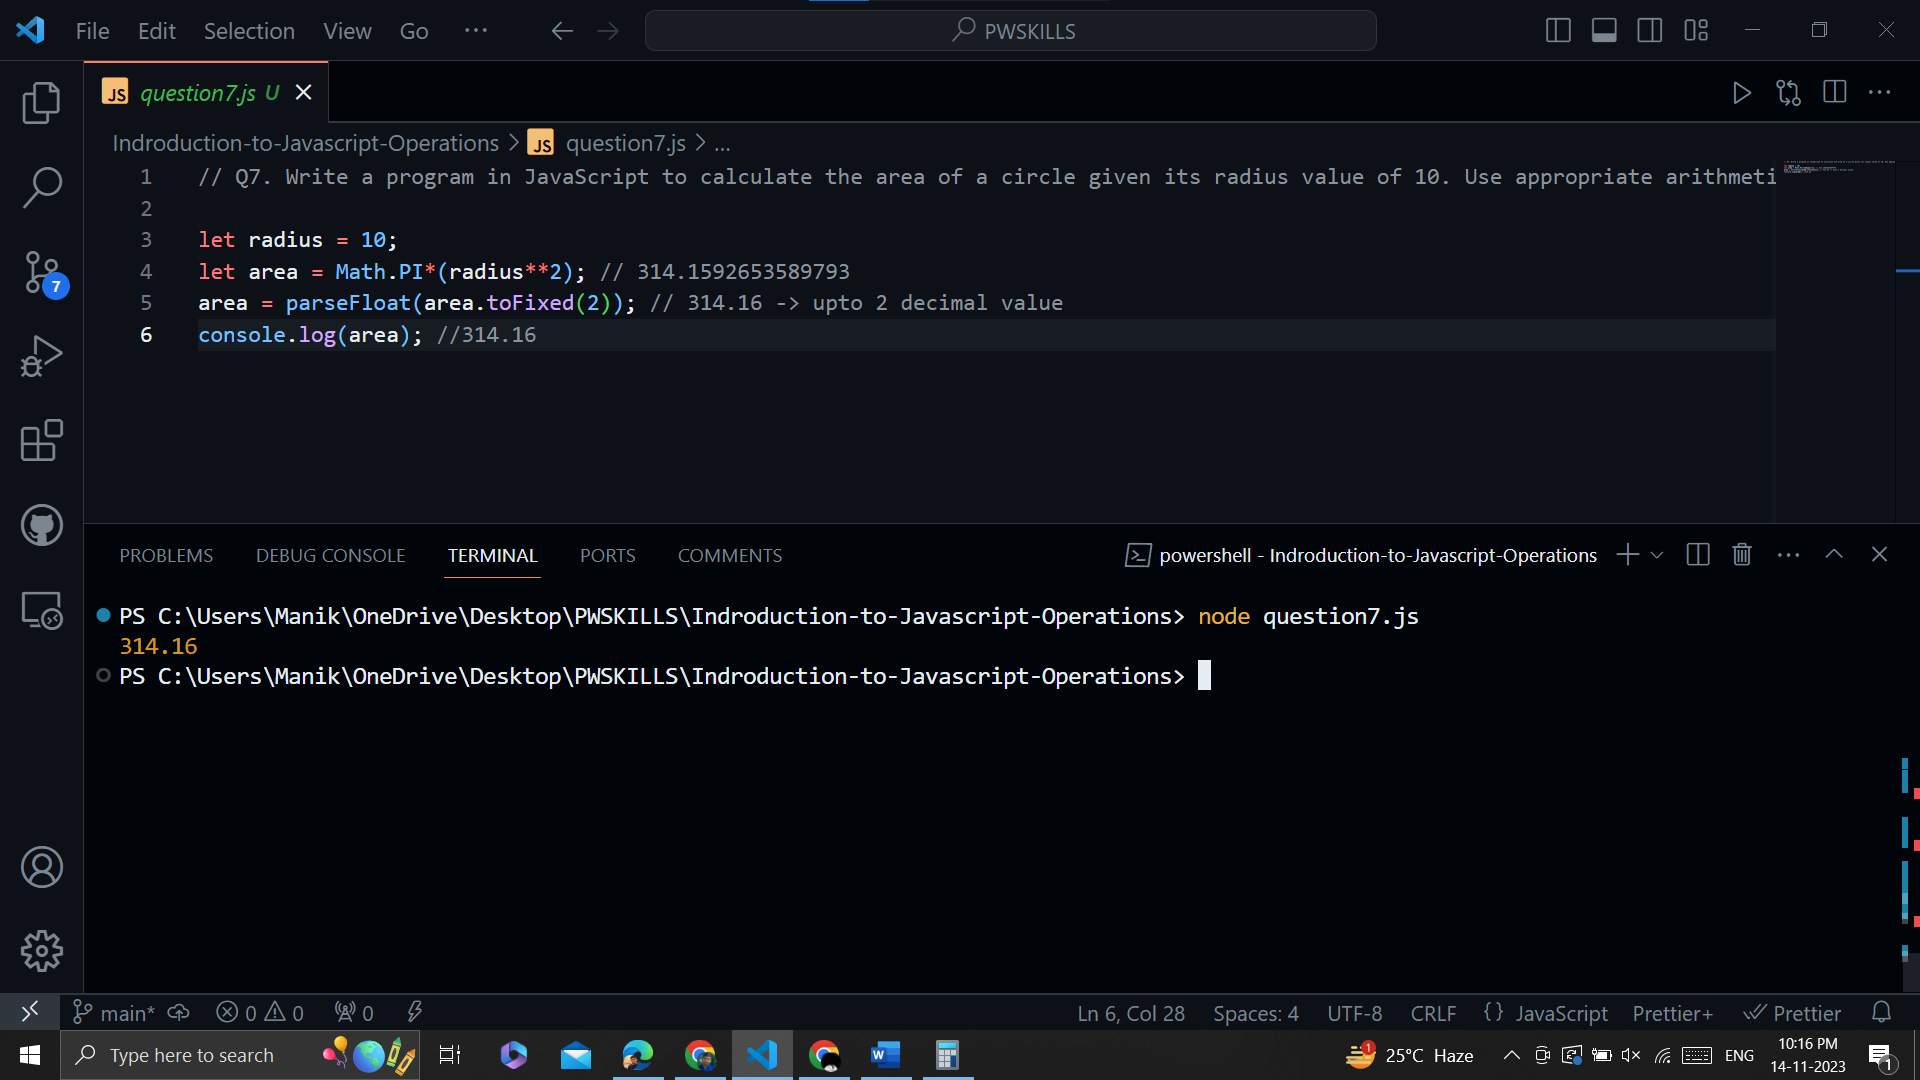 File Edit Selection View Go ··· PWSKILLS
JS question7.js U
Indroduction-to-Javascript-Operations > JS question7.js > ...
1 // Q7. Write a program in JavaScript to calculate the area of a circle given its radius value of 10. Use appropriate arithmeti
2
3 let radius = 10;
4 let area = Math.PI*(radius**2); // 314.1592653589793
5 area = parseFloat(area.toFixed(2)); // 314.16 -> upto 2 decimal value
6 console.log(area); //314.16
7
PROBLEMS DEBUG CONSOLE TERMINAL PORTS COMMENTS powershell - Indroduction-to-Javascript-Operations
PS C:\Users\Manik\OneDrive\Desktop\PWSKILLS\Indroduction-to-Javascript-Operations> node question7.js
314.16
PS C:\Users\Manik\OneDrive\Desktop\PWSKILLS\Indroduction-to-Javascript-Operations>
main* 0 0 0 Ln 6, Col 28 Spaces: 4 UTF-8 CRLF {} JavaScript Prettier+ Prettier
Type here to search W 1 25°C Haze ENG 10:16 PM 1
14-11-2023